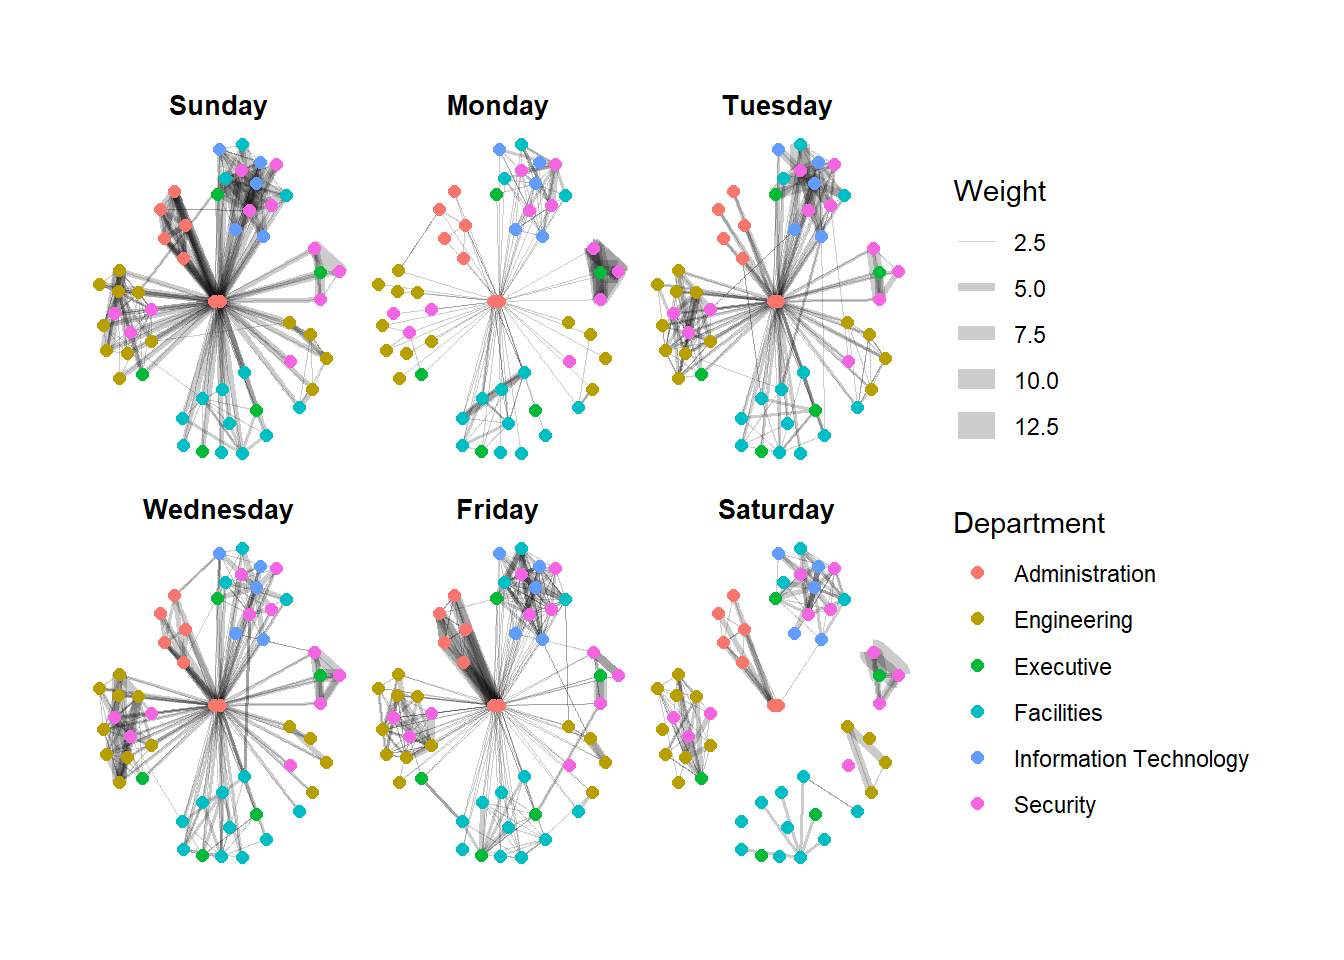 Sunday
Monday
Tuesday
Wednesday
Friday
Saturday
Weight
2.5
5.0
7.5
10.0
12.5
Department
Administration
Engineering
Executive
Facilities
Information Technology
Security